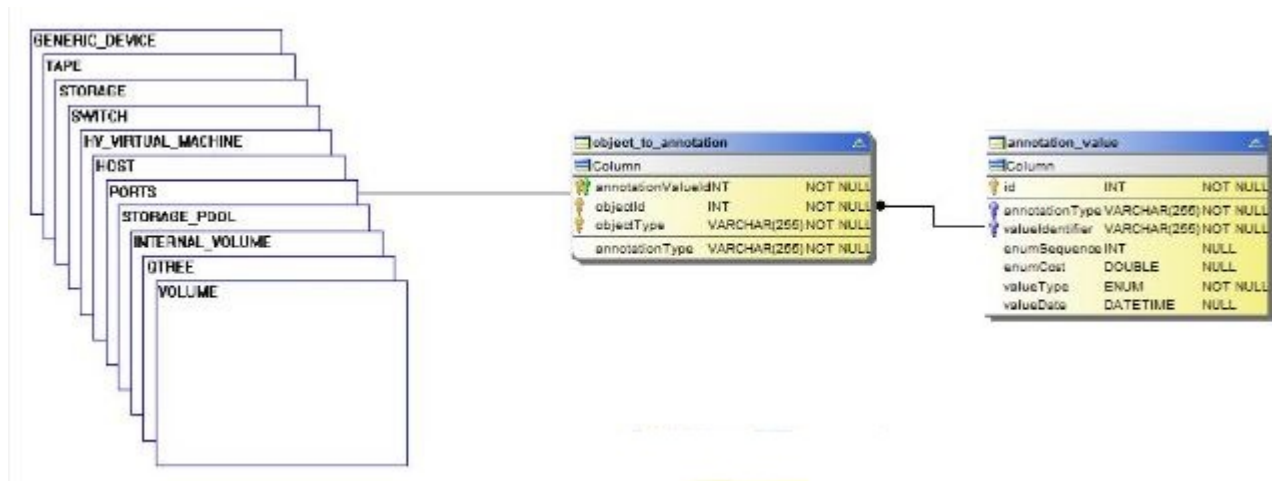 GENERIC_DEVICE
TAPE
STORAGE
SWITCH
HV_VIRTUAL_MACHINE
HOST
PORTS
STORAGE_POOL
INTERNAL_VOLUME
QTREE
VOLUME
object_to_annotation
Column
annotationValueIdINT NOT NULL
objectId INT NOT NULL
objectType VARCHAR(255) NOT NULL
annotationType VARCHAR(255) NOT NULL
annotation_value
Column
id INT NOT NULL
annotationType VARCHAR(255) NOT NULL
valueIdentifier VARCHAR(255) NOT NULL
enumSequence INT NULL
enumCost DOUBLE NULL
valueType ENUM NOT NULL
valueDate DATETIME NULL